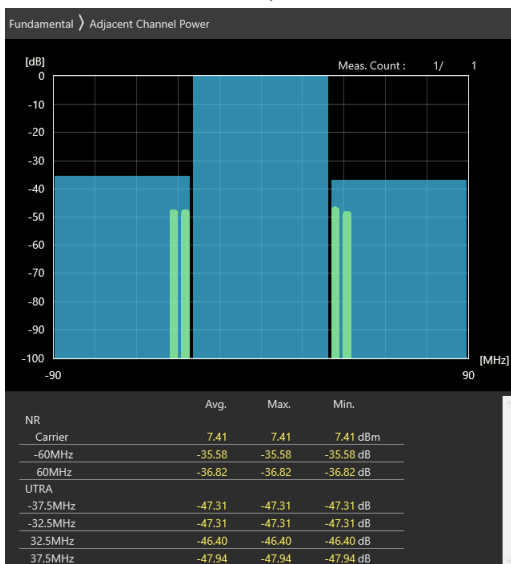 Fundamental 〉 Adjacent Channel Power
[dB]
Meas. Count : 1/ 1
0
-10
-20
-30
-40
-50
-60
-70
-80
-90
-100
[MHz]
-90 90
Avg. Max. Min.
NR
Carrier 7.41 7.41 7.41 dBm
-60MHz -35.58 -35.58 -35.58 dB
60MHz -36.82 -36.82 -36.82 dB
UTRA
-37.5MHz -47.31 -47.31 -47.31 dB
-32.5MHz -47.31 -47.31 -47.31 dB
32.5MHz -46.40 -46.40 -46.40 dB
37.5MHz -47.94 -47.94 -47.94 dB